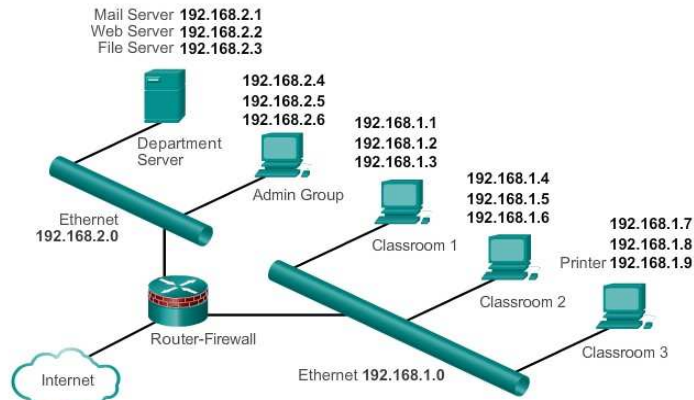 Mail Server 192.168.2.1
Web Server 192.168.2.2
File Server 192.168.2.3
192.168.2.4
192.168.2.5
192.168.2.6
Department
Server
Admin Group
192.168.1.1
192.168.1.2
192.168.1.3
Classroom 1
192.168.1.4
192.168.1.5
192.168.1.6
Classroom 2
192.168.1.7
192.168.1.8
Printer 192.168.1.9
Classroom 3
Ethernet
192.168.2.0
Router-Firewall
Internet
Ethernet 192.168.1.0